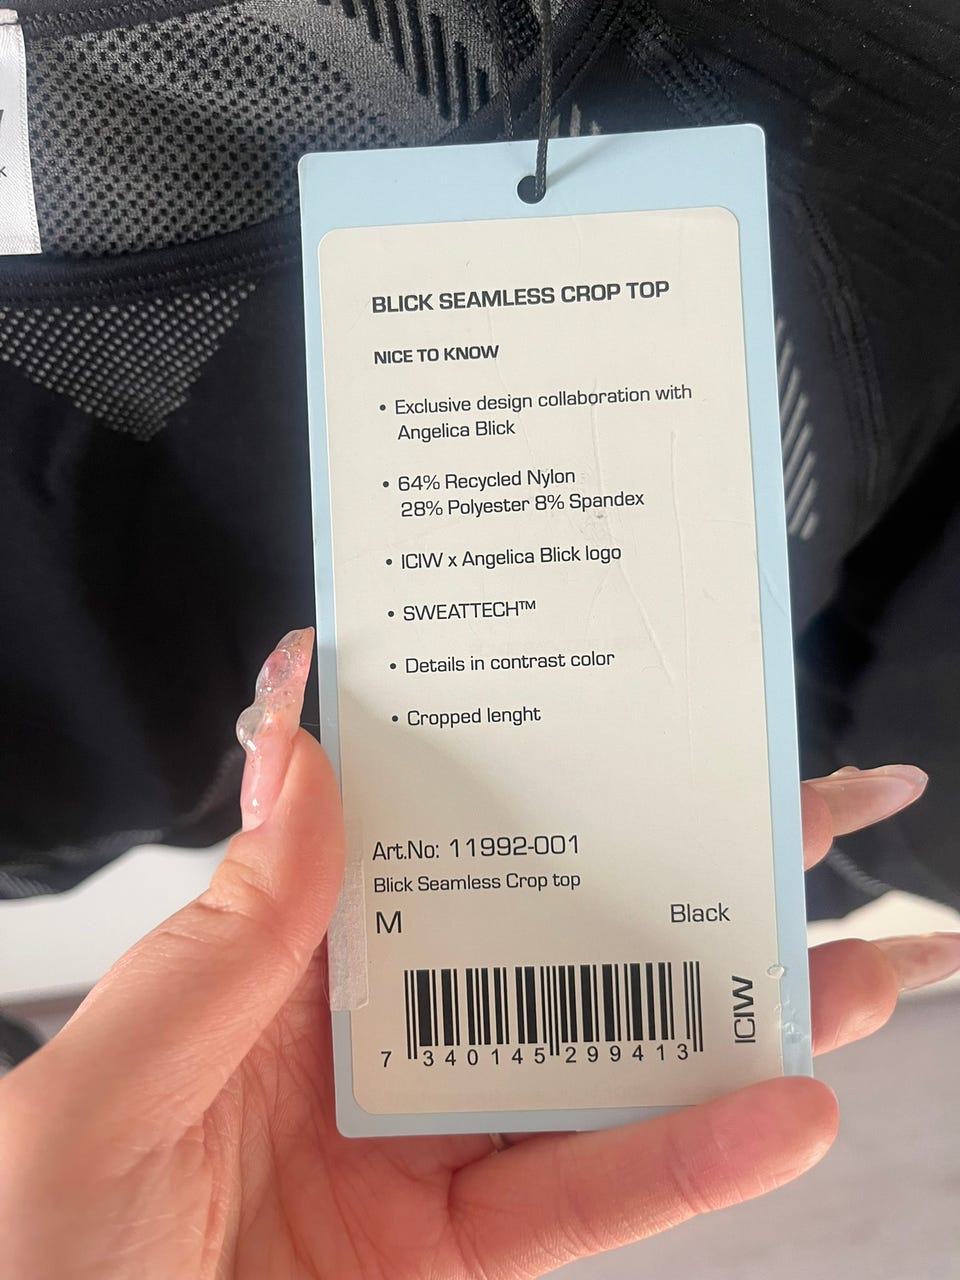 BLICK SEAMLESS CROP TOP
NICE TO KNOW
• Exclusive design collaboration with
Angelica Blick
• 64% Recycled Nylon
28% Polyester 8% Spandex
• ICIW x Angelica Blick logo
• SWEATTECH™
• Details in contrast color
• Cropped lenght
Art.No: 11992-001
Blick Seamless Crop top
M Black
7 340145 299413
ICIW